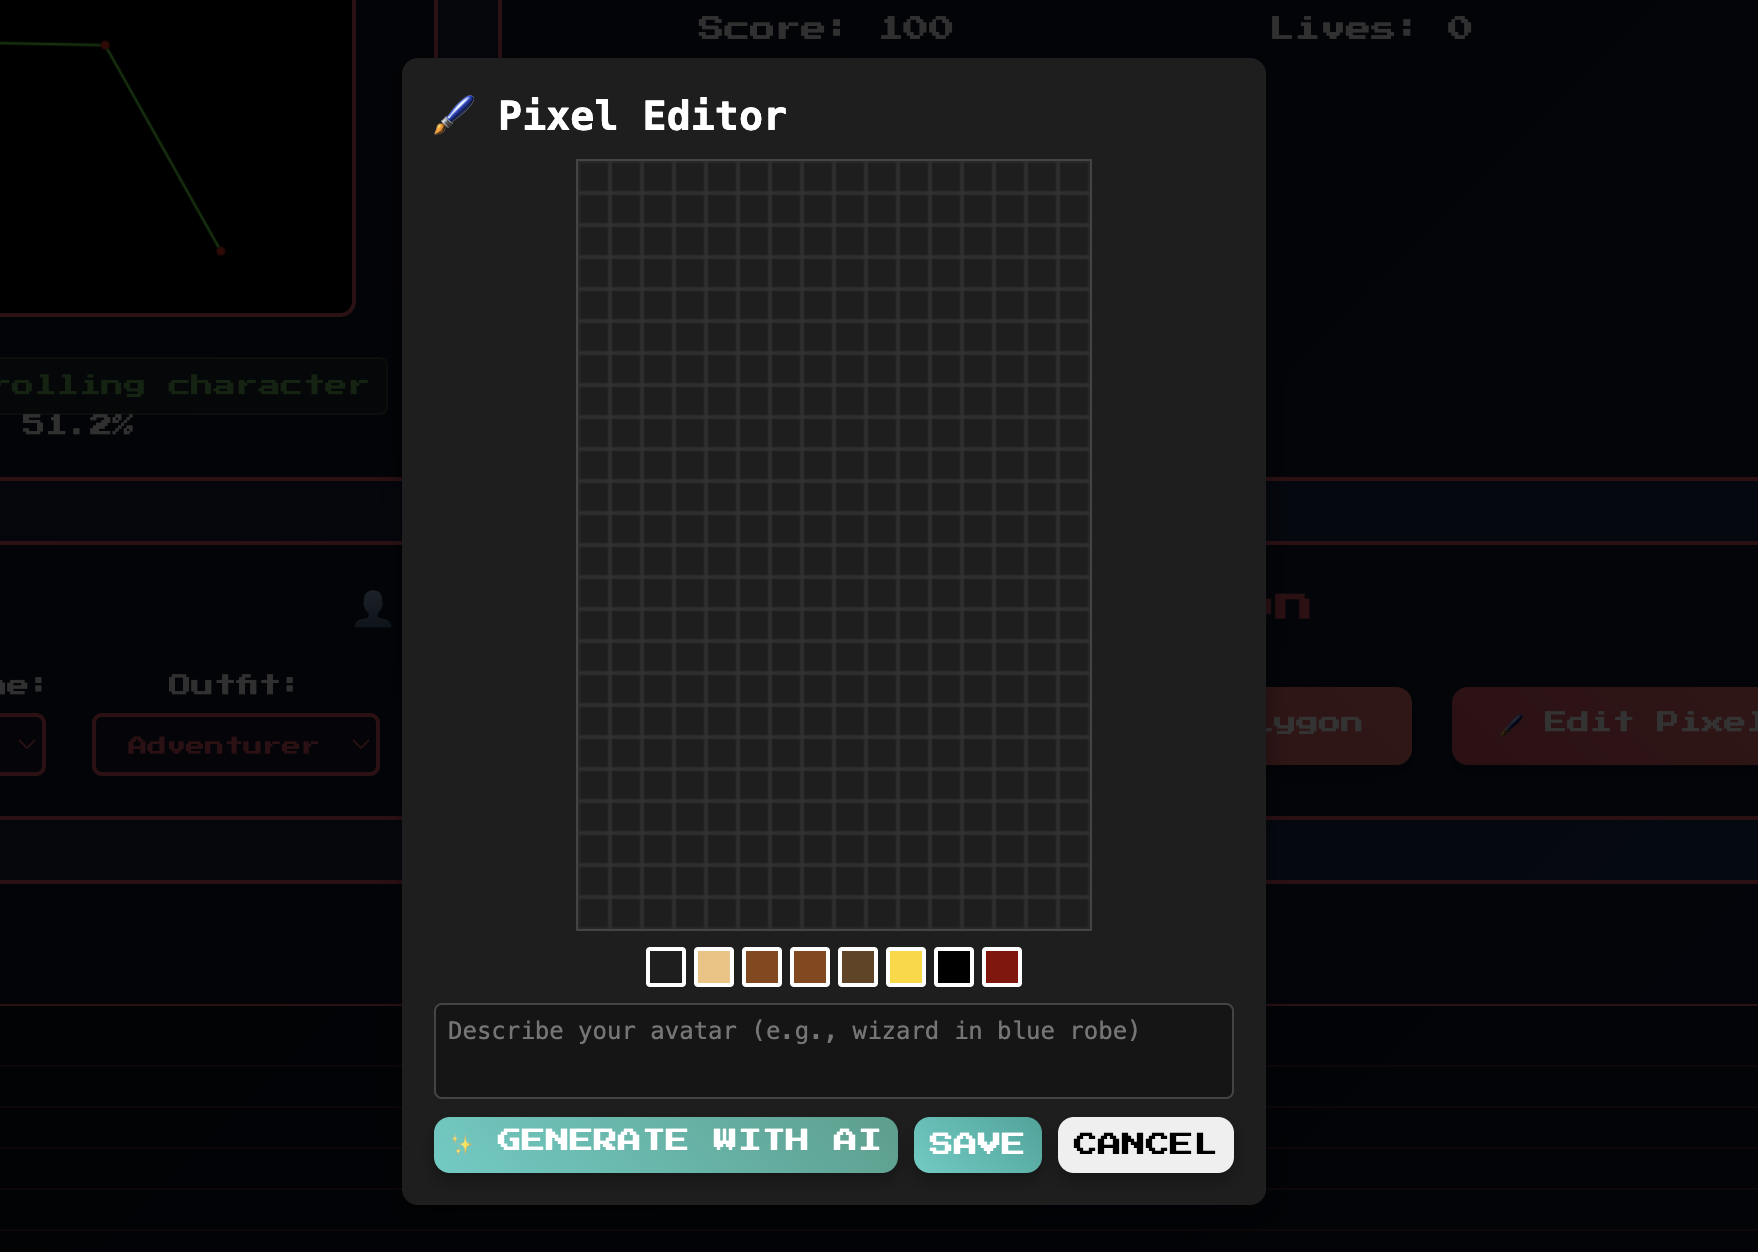 Score: 100
Lives: 0
Pixel Editor
rolling character
51.2%
Outfit:
Adventurer
Edit Pixel
Describe your avatar (e.g., wizard in blue robe)
GENERATE WITH AI
SAVE
CANCEL